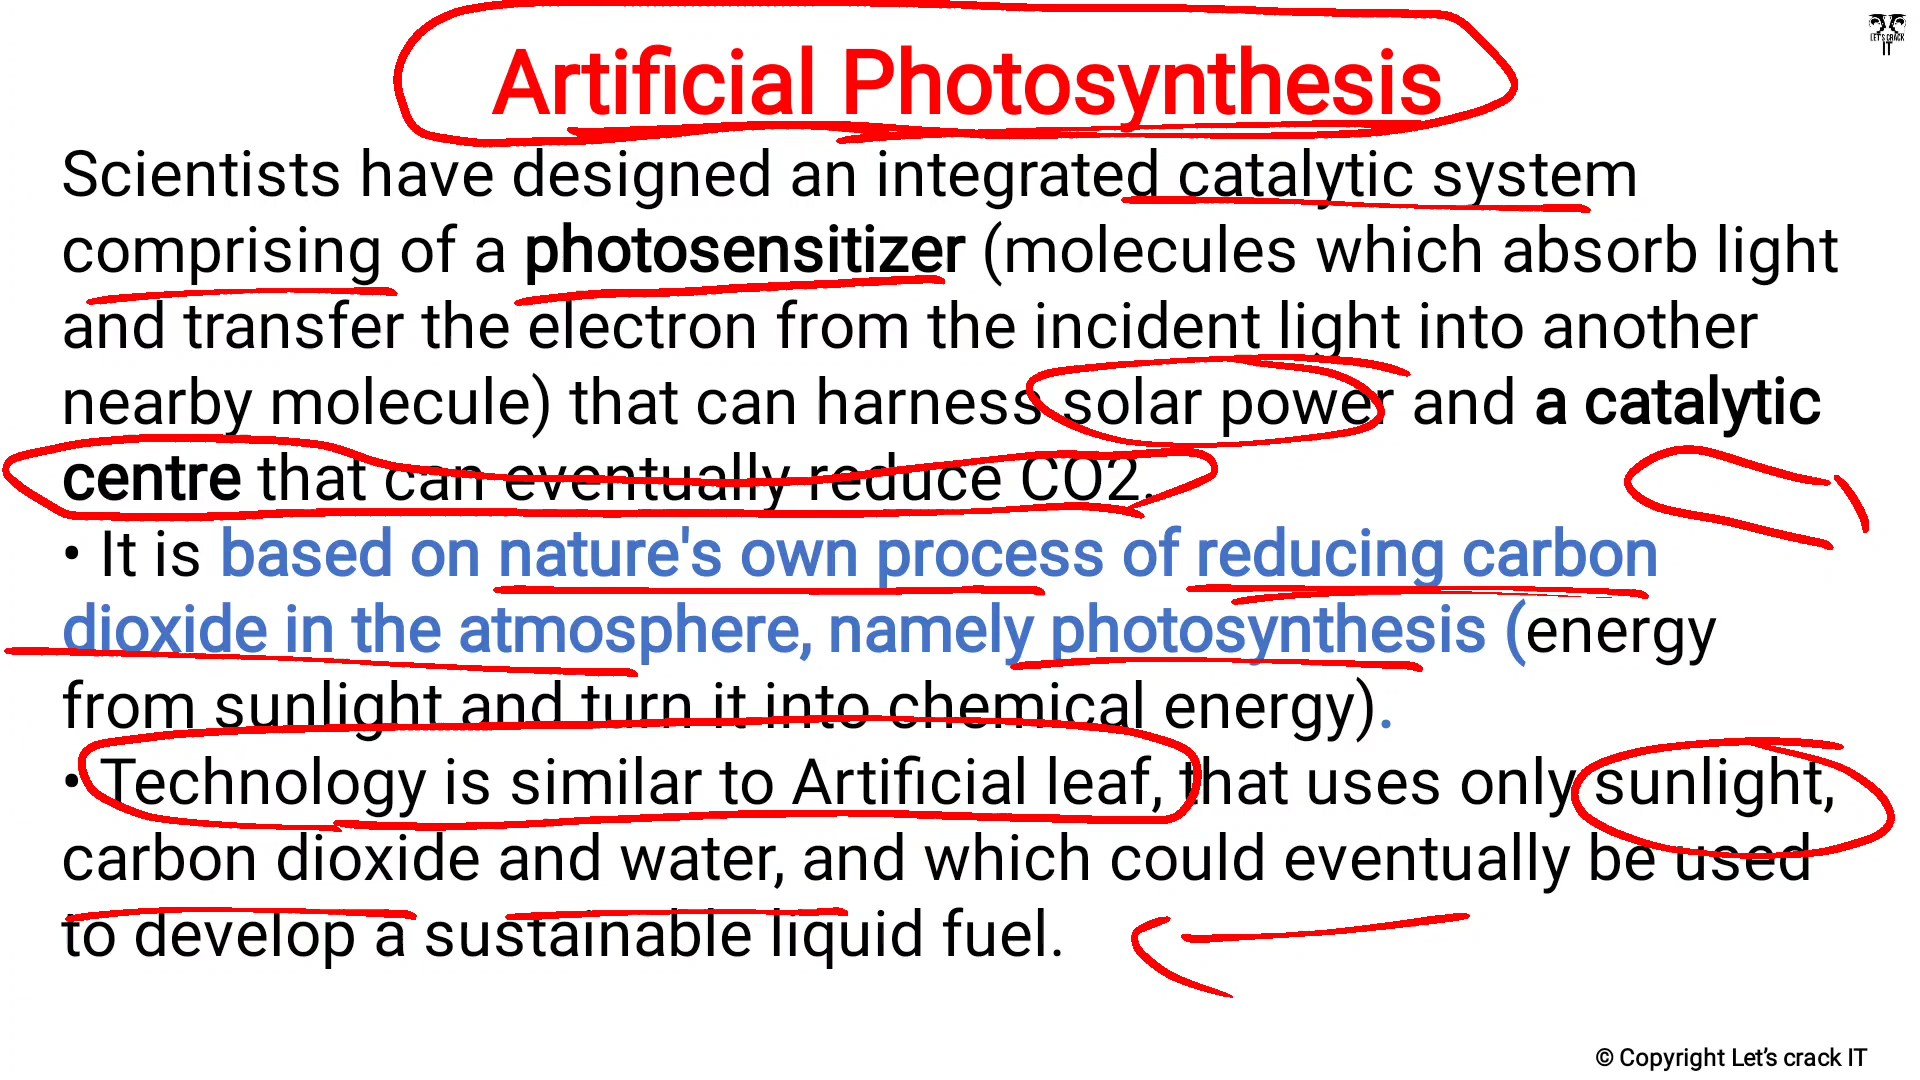 LET'S CRACK
IT
Artificial Photosynthesis
Scientists have designed an integrated catalytic system
comprising of a photosensitizer (molecules which absorb light
and transfer the electron from the incident light into another
nearby molecule) that can harness solar power and a catalytic
centre that can eventually reduce CO2.
• It is based on nature's own process of reducing carbon
dioxide in the atmosphere, namely photosynthesis (energy
from sunlight and turn it into chemical energy).
• Technology is similar to Artificial leaf, that uses only sunlight,
carbon dioxide and water, and which could eventually be used
to develop a sustainable liquid fuel.
© Copyright Let's crack IT